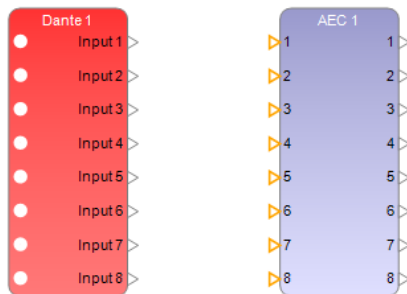 Dante 1 AEC 1
Input 1 1 1
Input 2 2 2
Input 3 3 3
Input 4 4 4
Input 5 5 5
Input 6 6 6
Input 7 7 7
Input 8 8 8